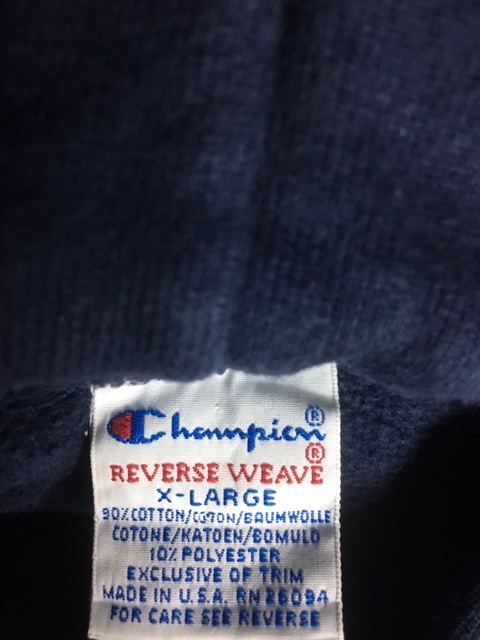 Champion®
REVERSE WEAVE®
X-LARGE
90% COTTON/COTON/BAUMWOLLE
COTONE/KATOEN/BOMULD
10% POLYESTER
EXCLUSIVE OF TRIM
MADE IN U.S.A. RN 26094
FOR CARE SEE REVERSE